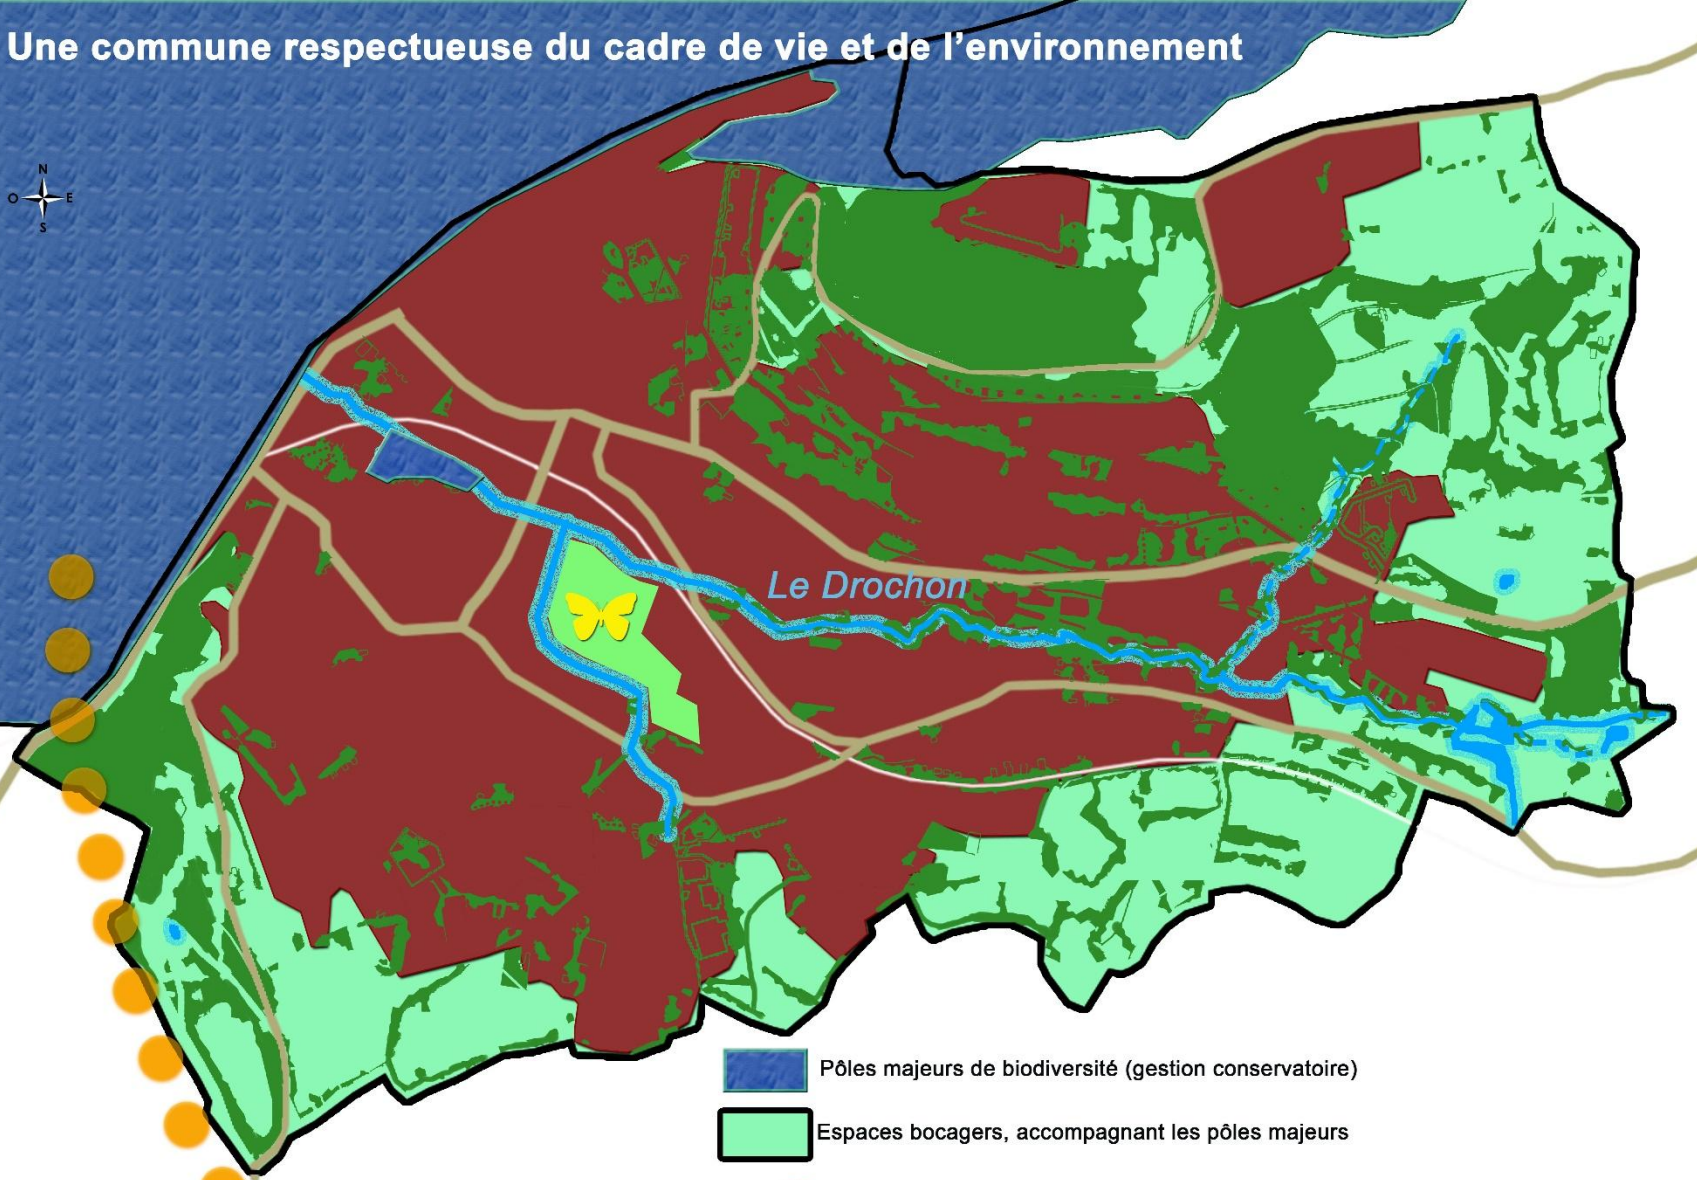 Une commune respectueuse du cadre de vie et de l'environnement
N
O E
S
Le Drochon
Pôles majeurs de biodiversité (gestion conservatoire)
Espaces bocagers, accompagnant les pôles majeurs